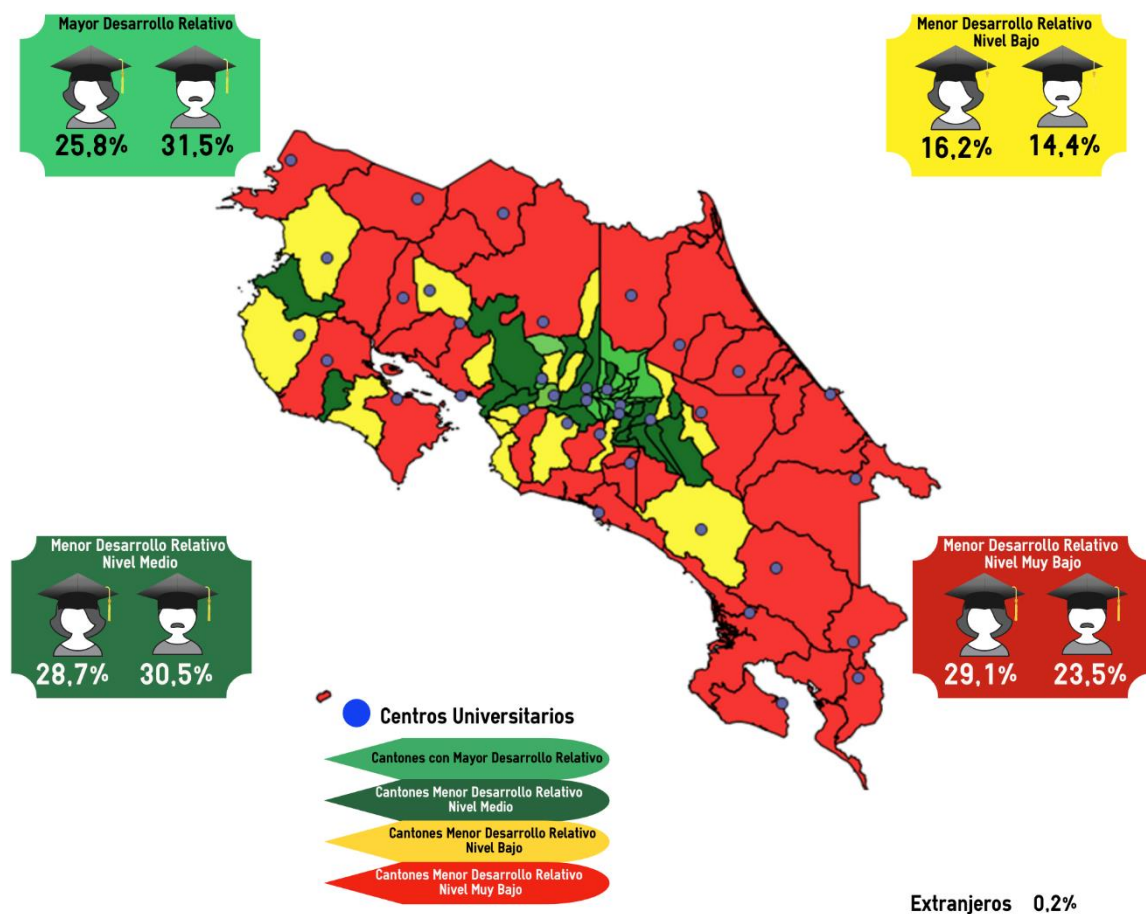 Mayor Desarrollo Relativo
25,8% 31,5%
Menor Desarrollo Relativo
Nivel Bajo
16,2% 14,4%
Menor Desarrollo Relativo
Nivel Medio
28,7% 30,5%
Menor Desarrollo Relativo
Nivel Muy Bajo
29,1% 23,5%
Centros Universitarios
Cantones con Mayor Desarrollo Relativo
Cantones Menor Desarrollo Relativo
Nivel Medio
Cantones Menor Desarrollo Relativo
Nivel Bajo
Cantones Menor Desarrollo Relativo
Nivel Muy Bajo
Extranjeros 0,2%